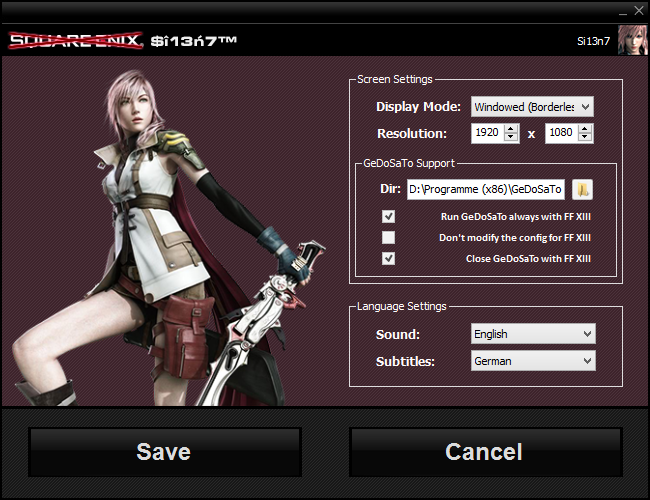 SQUARE ENIX. $î13ń7™
Si13n7
Screen Settings
Display Mode: Windowed (Borderles
Resolution: 1920 x 1080
GeDoSaTo Support
Dir: D:\Programme (x86)\GeDoSaTo
Run GeDoSaTo always with FF XIII
Don't modify the config for FF XIII
Close GeDoSaTo with FF XIII
Language Settings
Sound: English
Subtitles: German
Save Cancel